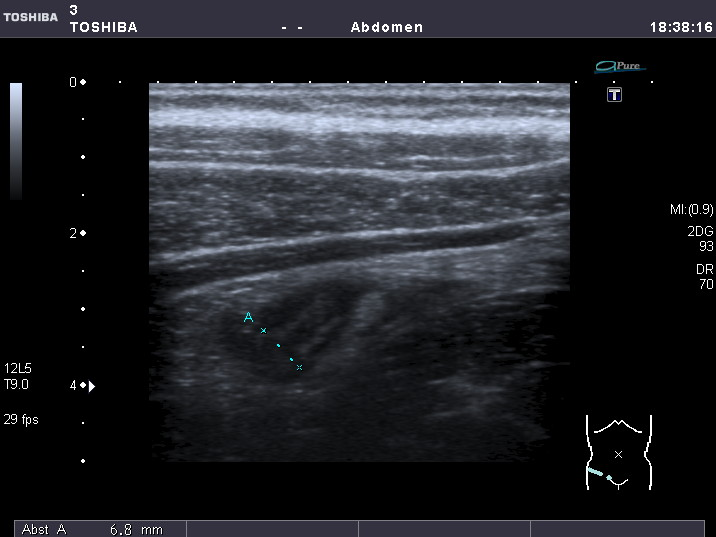 TOSHIBA
3
TOSHIBA - - Abdomen 18:38:16
aPure
T
0
2
4
A
MI:(0.9)
2DG
93
DR
70
12L5
T9.0
29 fps
Abst A 6.8 mm